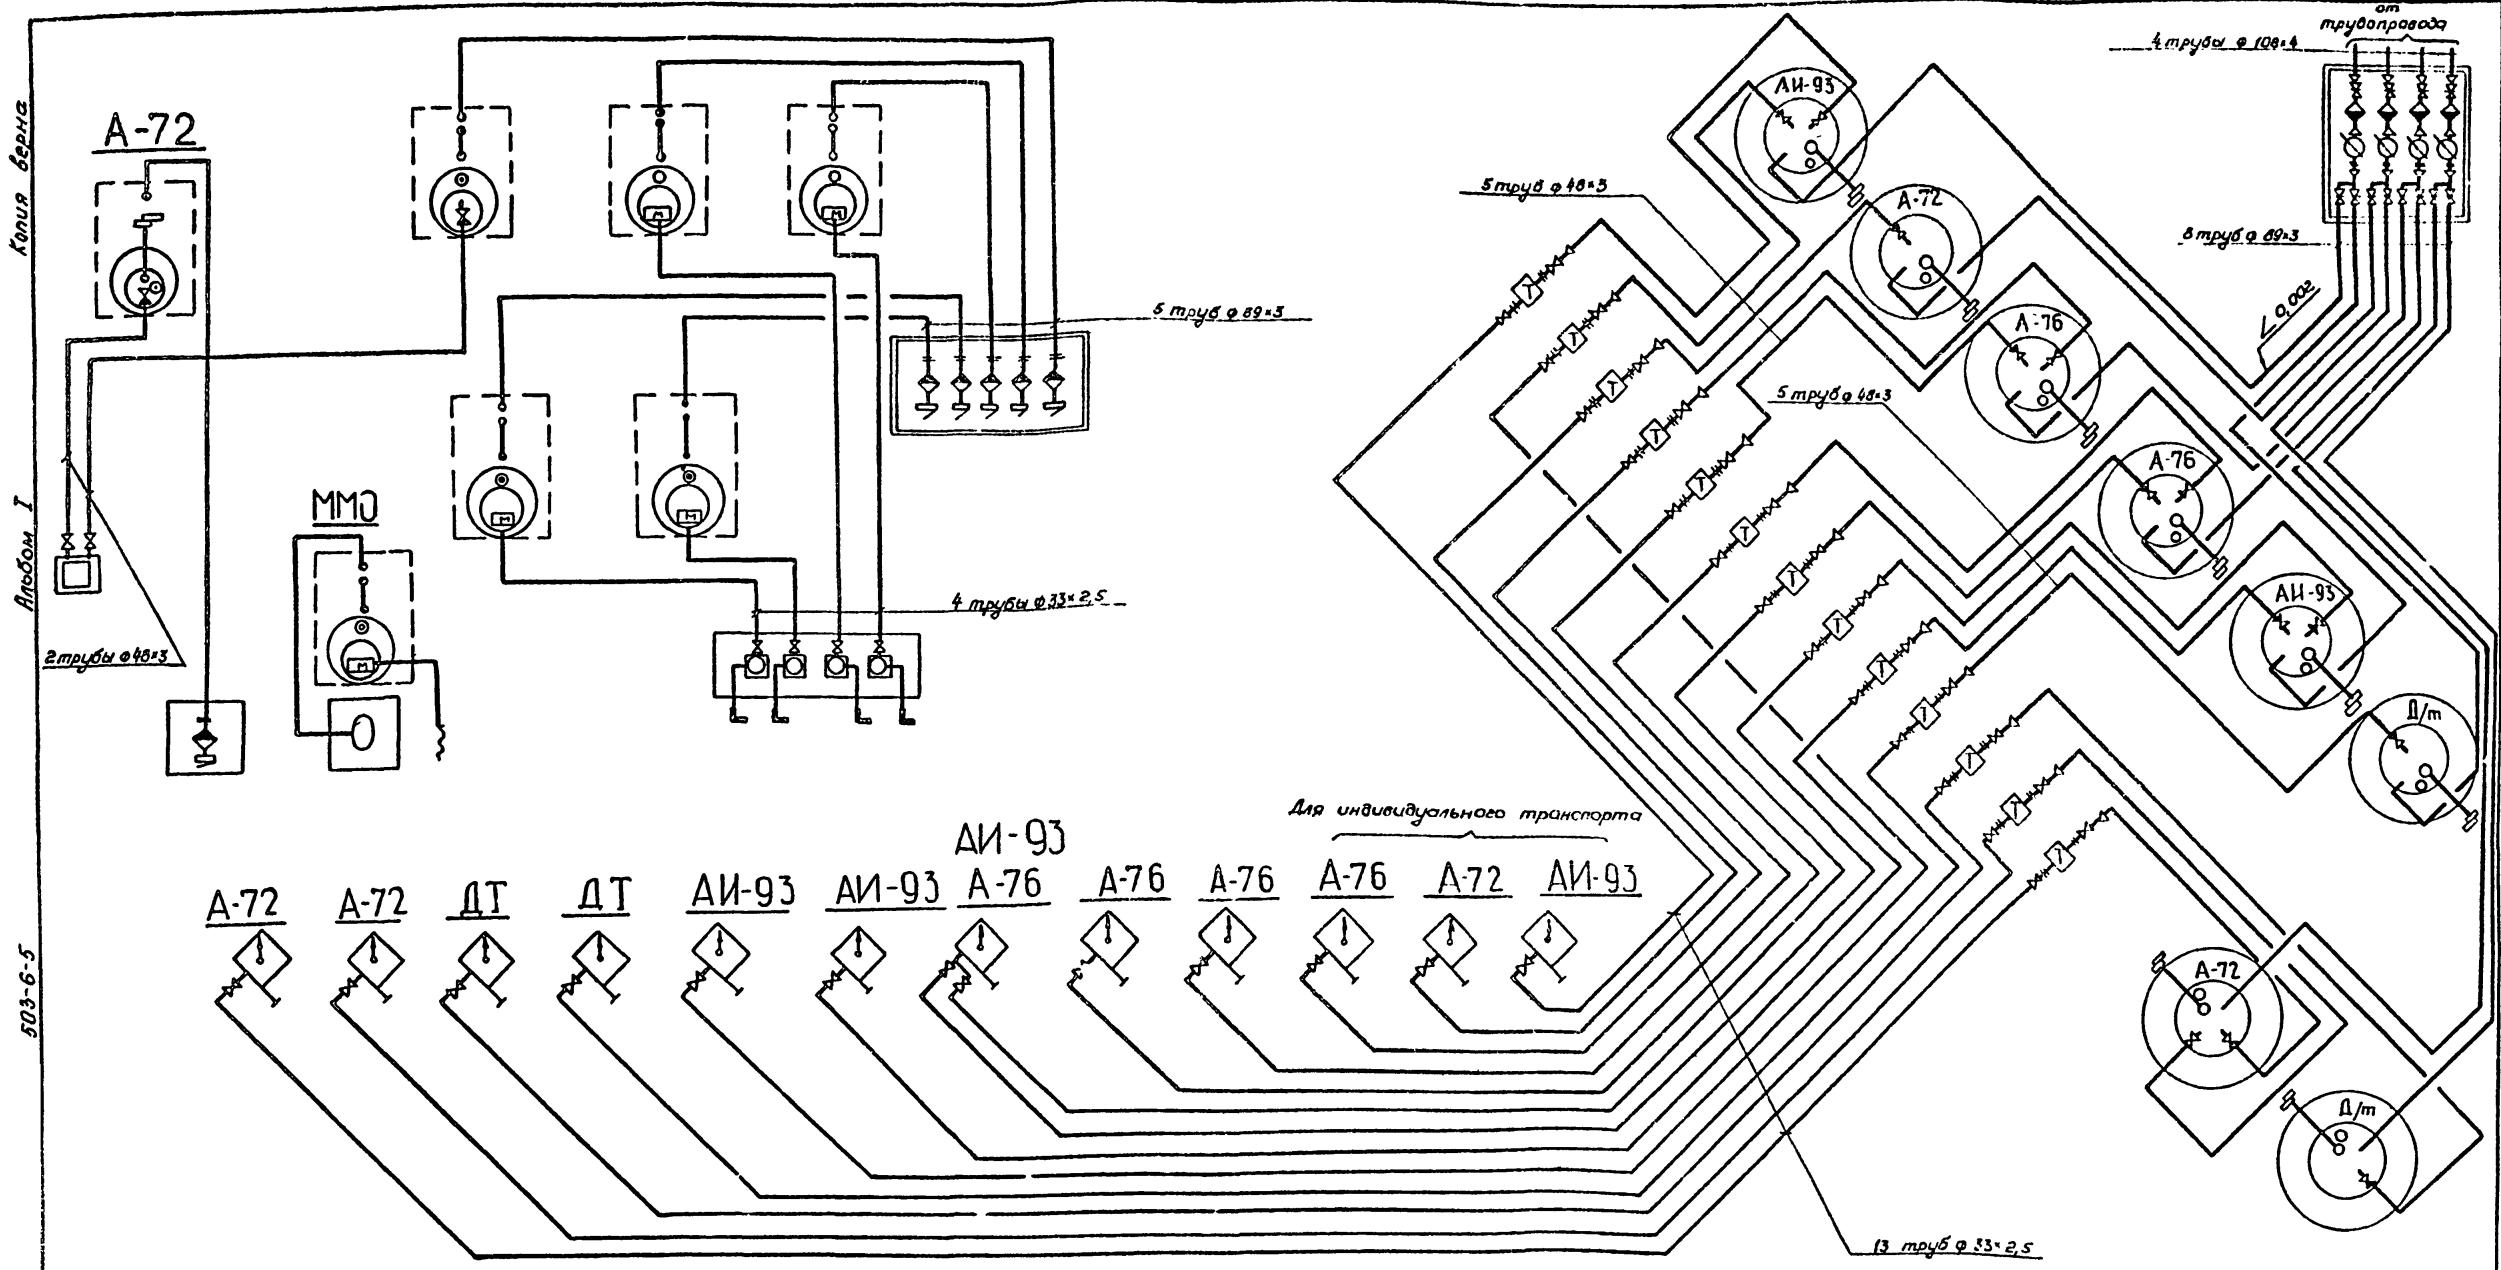 Копия верна
Альбом I
503-6-5
А-72
ММО
2 трубы ф 48×3
5 труб ф 89×3
4 трубы ф 33×2,5
от
трубопровода
4 трубы ф 108×4
8 труб ф 89×3
∠0,002
5 труб ф 48×3
5 труб ф 48×3
АИ-93
А-72
А-76
А-76
АИ-93
Д/т
А-72
Д/т
Для индивидуального транспорта
А-72
А-72
ДТ
ДТ
АИ-93
АИ-93
АИ-93
А-76
А-76
А-76
А-76
А-72
АИ-93
13 труб ф 33×2,5
М
М
М
М
М
Т
Т
Т
Т
Т
Т
Т
Т
Т
Т
Т
Т
Т